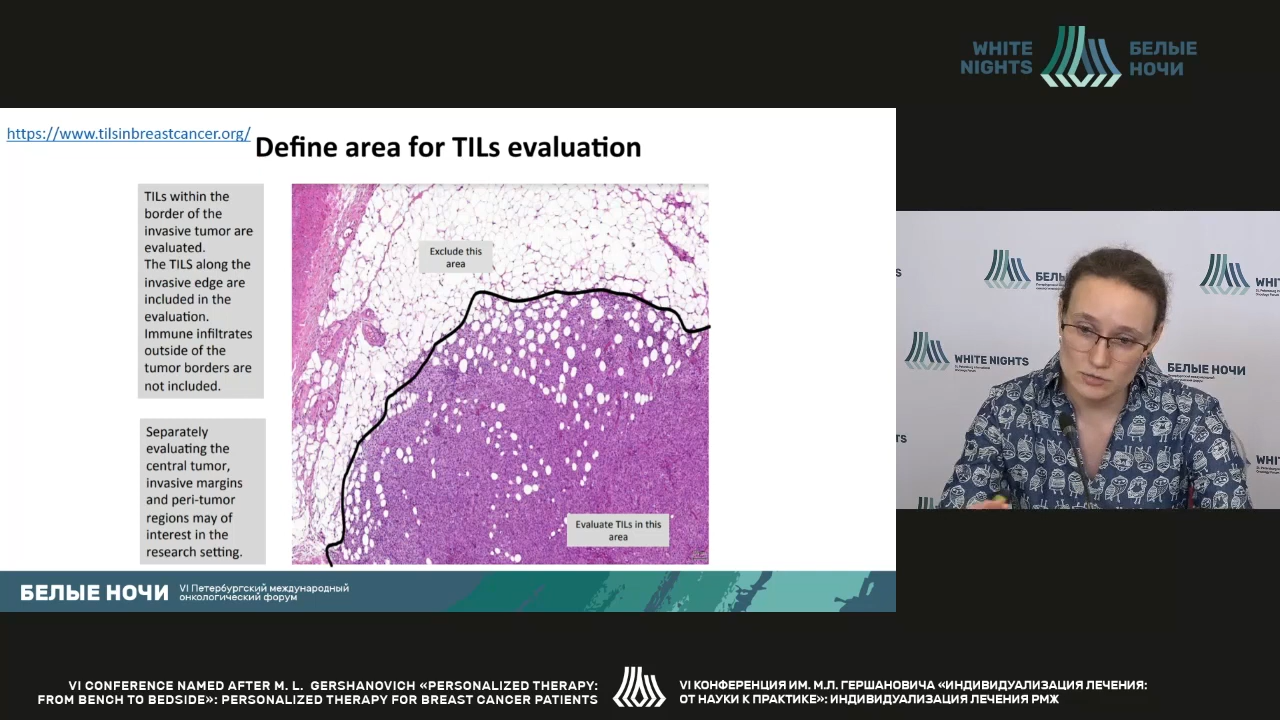 WHITE
NIGHTS
БЕЛЫЕ
НОЧИ
https://www.tilsinbreastcancer.org/
Define area for TILs evaluation
TILs within the
border of the
invasive tumor are
evaluated.
The TILS along the
invasive edge are
included in the
evaluation.
Immune infiltrates
outside of the
tumor borders are
not included.
Separately
evaluating the
central tumor,
invasive margins
and peri-tumor
regions may of
interest in the
research setting.
Exclude this
area
Evaluate TILs in this
area
БЕЛЫЕ НОЧИ
VI Петербургский международный
онкологический форум
WHITE NIGHTS
БЕЛЫЕ НОЧИ
VI CONFERENCE NAMED AFTER M. L. GERSHANOVICH «PERSONALIZED THERAPY:
FROM BENCH TO BEDSIDE»: PERSONALIZED THERAPY FOR BREAST CANCER PATIENTS
VI КОНФЕРЕНЦИЯ ИМ. М.Л. ГЕРШАНОВИЧА «ИНДИВИДУАЛИЗАЦИЯ ЛЕЧЕНИЯ:
ОТ НАУКИ К ПРАКТИКЕ»: ИНДИВИДУАЛИЗАЦИЯ ЛЕЧЕНИЯ РМЖ